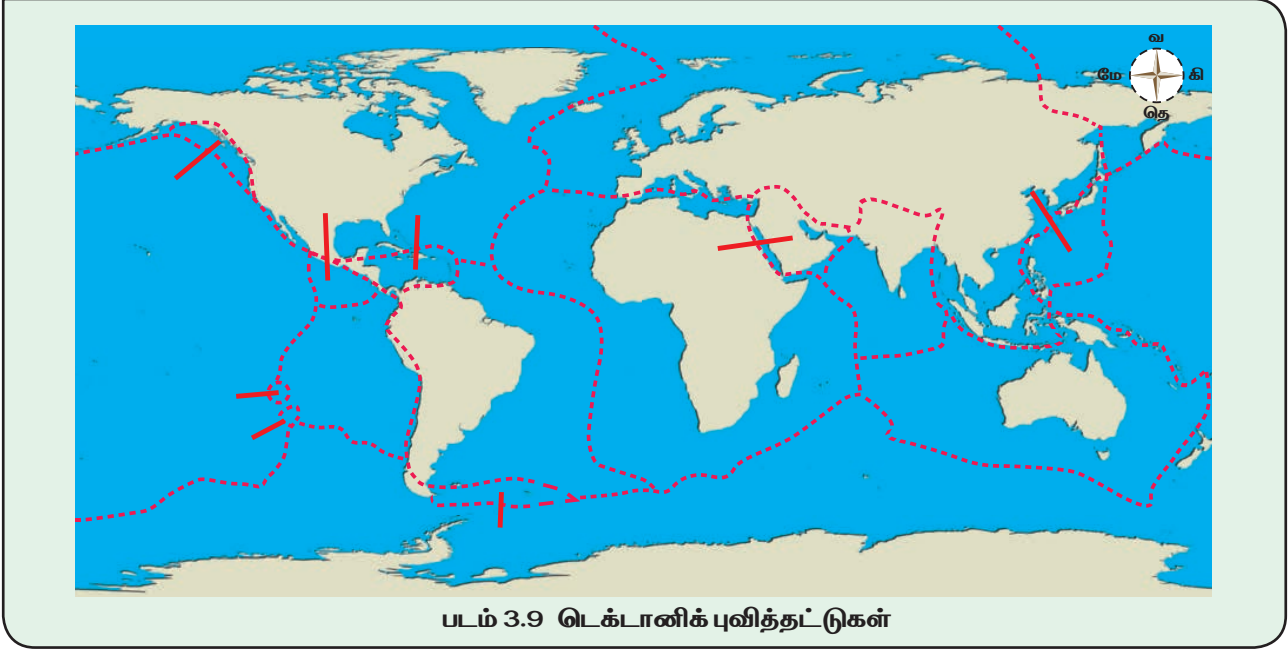 வ
மே
கி
தெ
படம் 3.9 டெக்டானிக் புவித்தட்டுகள்